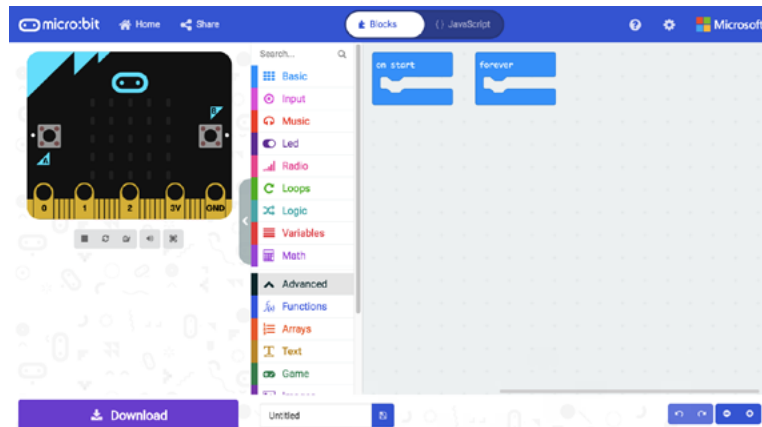 micro:bit Home Share Blocks {} JavaScript Microsoft
Search...
Basic
Input
Music
Led
Radio
Loops
Logic
Variables
Math
Advanced
Functions
Arrays
Text
Game
on start forever
B
A
0 1 2 3V GND
Download
Untitled